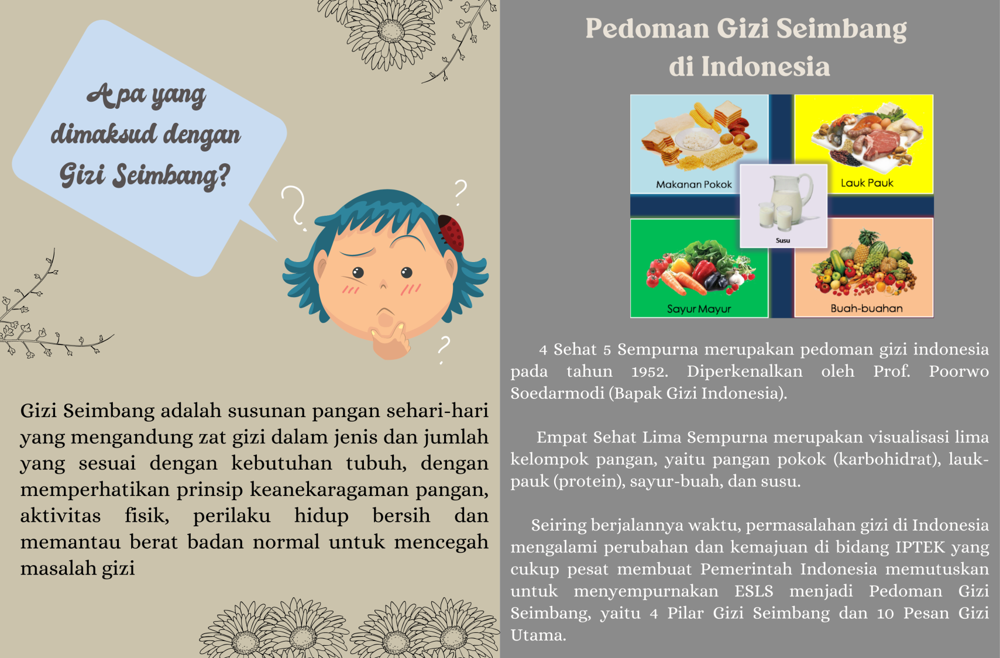 Apa yang
dimaksud dengan
Gizi Seimbang?
?
?
?
Gizi Seimbang adalah susunan pangan sehari-hari
yang mengandung zat gizi dalam jenis dan jumlah
yang sesuai dengan kebutuhan tubuh, dengan
memperhatikan prinsip keanekaragaman pangan,
aktivitas fisik, perilaku hidup bersih dan
memantau berat badan normal untuk mencegah
masalah gizi
Pedoman Gizi Seimbang
di Indonesia
Makanan Pokok
Lauk Pauk
Susu
Sayur Mayur
Buah-buahan
4 Sehat 5 Sempurna merupakan pedoman gizi indonesia
pada tahun 1952. Diperkenalkan oleh Prof. Poorwo
Soedarmodi (Bapak Gizi Indonesia).
Empat Sehat Lima Sempurna merupakan visualisasi lima
kelompok pangan, yaitu pangan pokok (karbohidrat), lauk-
pauk (protein), sayur-buah, dan susu.
Seiring berjalannya waktu, permasalahan gizi di Indonesia
mengalami perubahan dan kemajuan di bidang IPTEK yang
cukup pesat membuat Pemerintah Indonesia memutuskan
untuk menyempurnakan ESLS menjadi Pedoman Gizi
Seimbang, yaitu 4 Pilar Gizi Seimbang dan 10 Pesan Gizi
Utama.